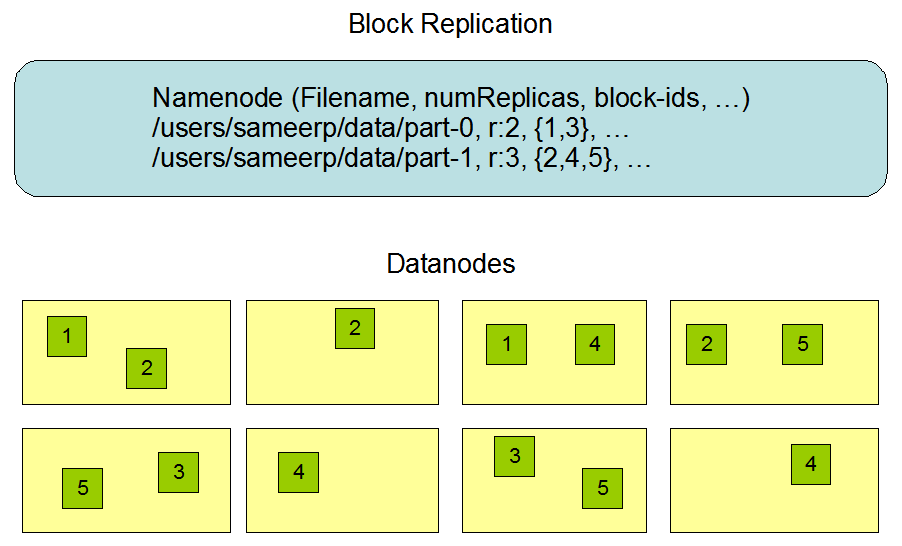 Block Replication
Namenode (Filename, numReplicas, block-ids, …)
/users/sameerp/data/part-0, r:2, {1,3}, …
/users/sameerp/data/part-1, r:3, {2,4,5}, …
Datanodes
1
2
2
1
4
2
5
5
3
4
3
5
4